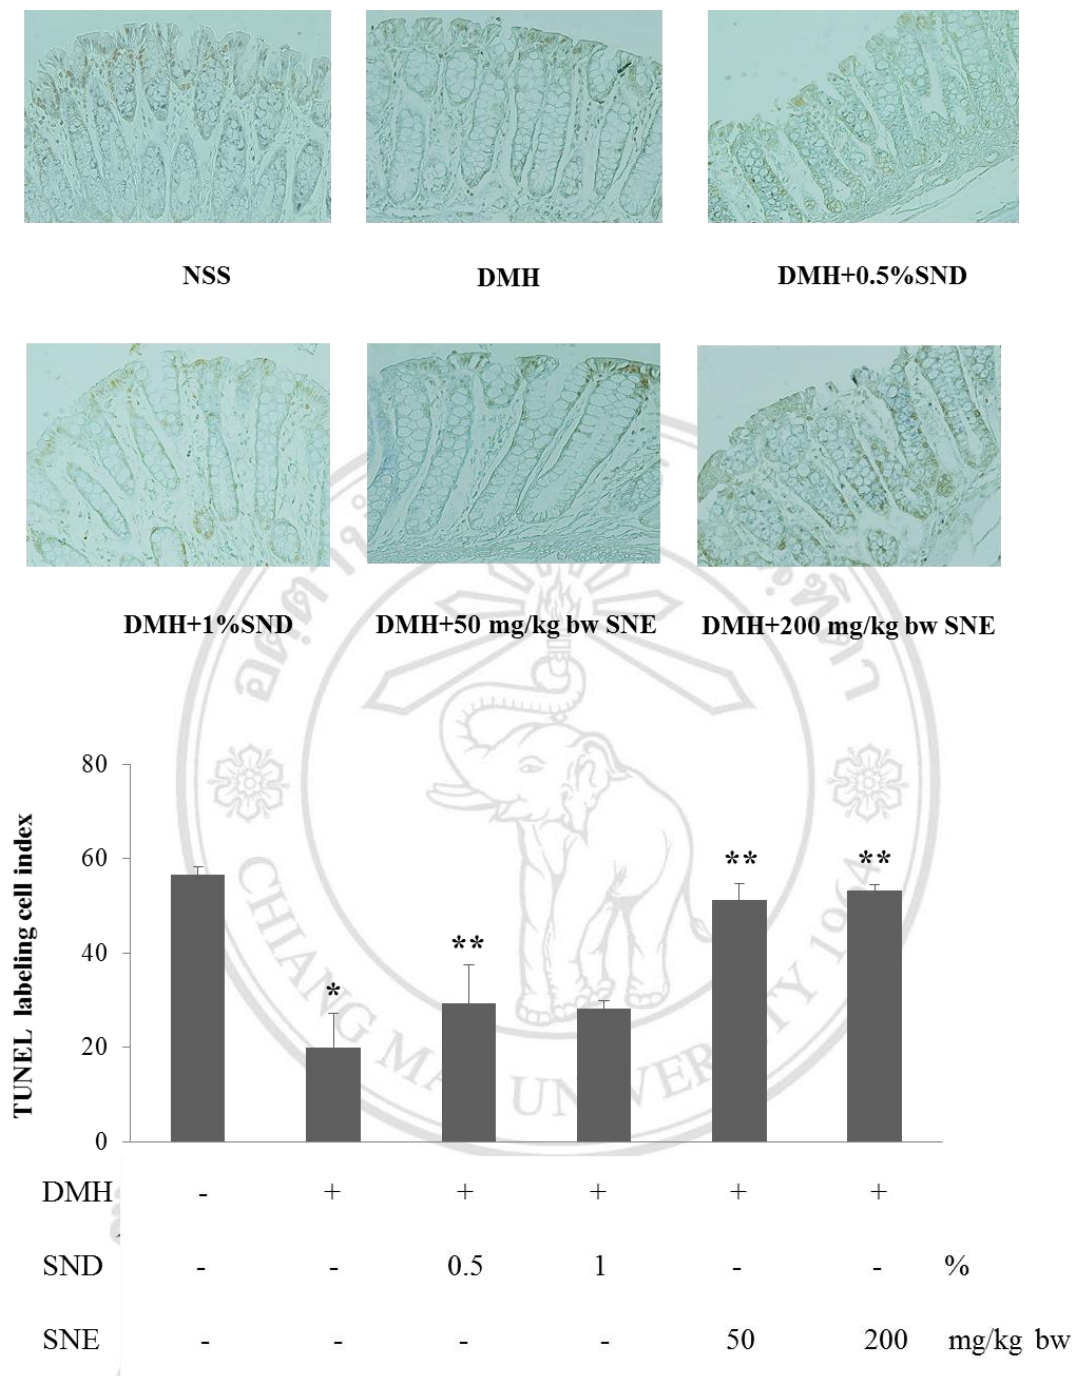 NSS DMH DMH+0.5%SND
DMH+1%SND DMH+50 mg/kg bw SNE DMH+200 mg/kg bw SNE
TUNEL labeling cell index
80
60
40
20
0
*
**
**
**
DMH - + + + + +
SND - - 0.5 1 - - %
SNE - - - - 50 200 mg/kg bw
CHIANG MAI UNIVERSITY 1964